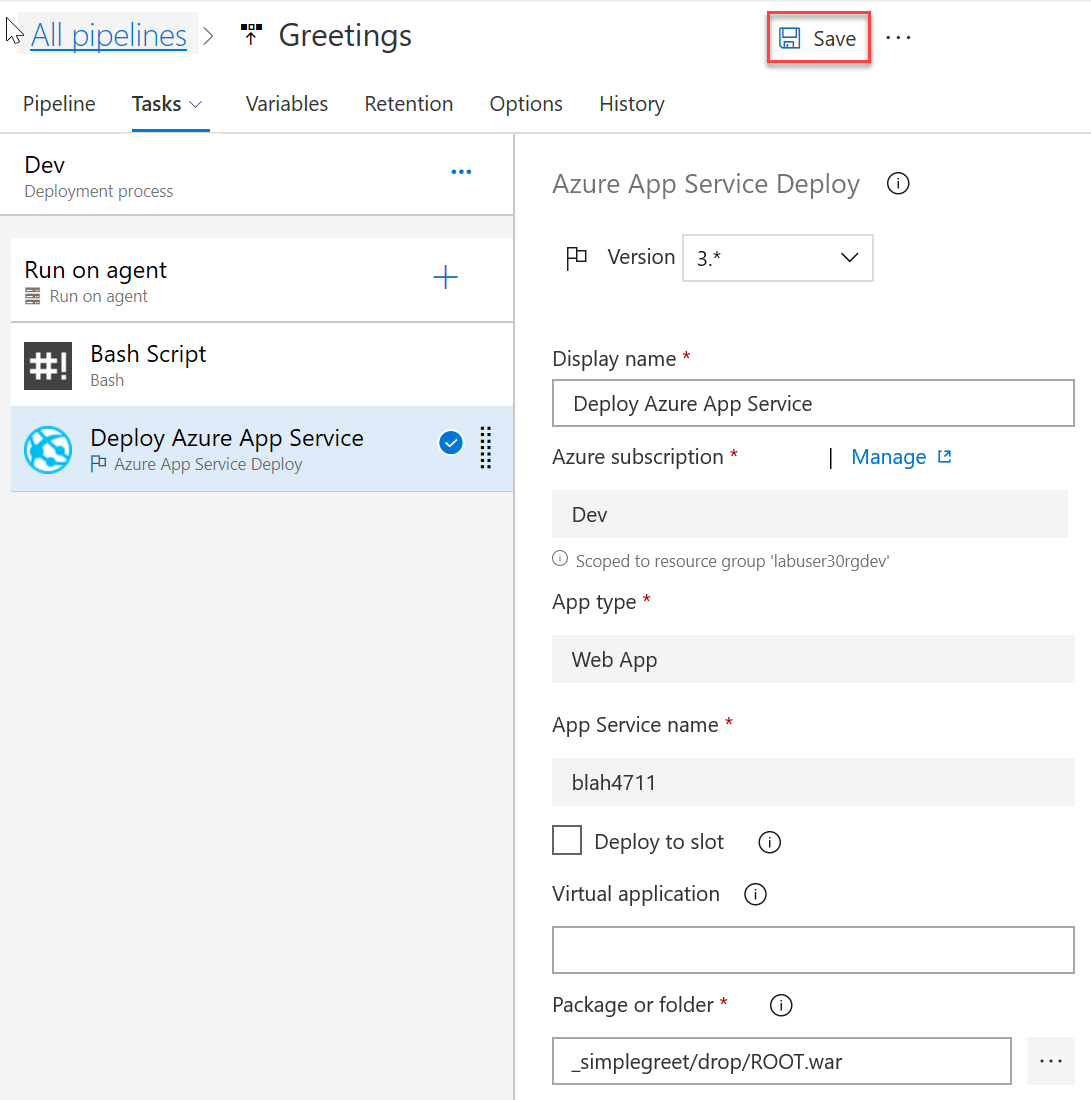 All pipelines > Greetings
Save ...
Pipeline Tasks Variables Retention Options History
Dev
Deployment process
...
Run on agent
Run on agent
+
#!
Bash Script
Bash
Deploy Azure App Service
Azure App Service Deploy
Azure App Service Deploy
Version 3.*
Display name *
Deploy Azure App Service
Azure subscription * | Manage
Dev
Scoped to resource group 'labuser30rgdev'
App type *
Web App
App Service name *
blah4711
Deploy to slot
Virtual application
Package or folder *
_simplegreet/drop/ROOT.war
...